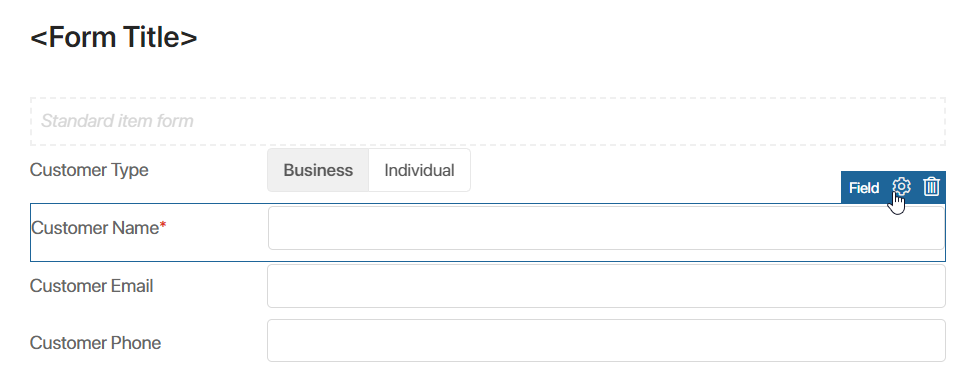 <Form Title>
Standard item form
Customer Type Business Individual
Field
Customer Name*
Customer Email
Customer Phone